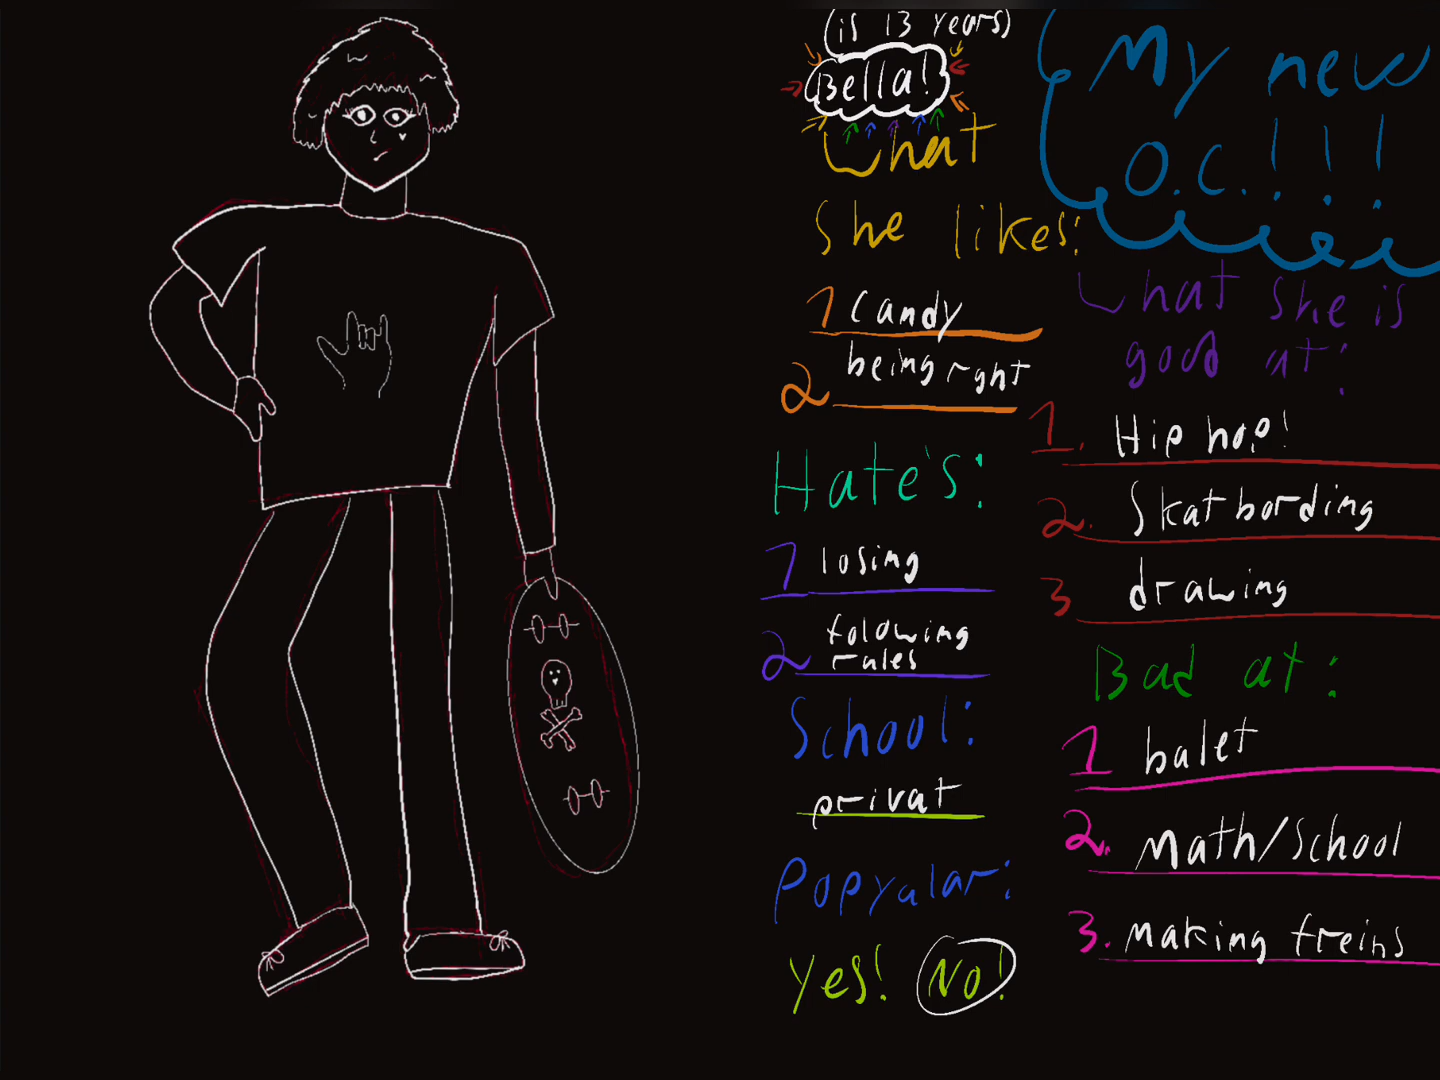 (is 13 years)
Bella!
My new
O.C.!!!
What
She likes:
1 Candy
2 being right
Hate's:
1 losing
2 folowing
rules
School:
privat
Popyalar:
Yes! No!
What She is
good at:
1. Hip hop!
2. Skatbording
3 drawing
Bad at:
1 balet
2. Math/School
3. Making freins